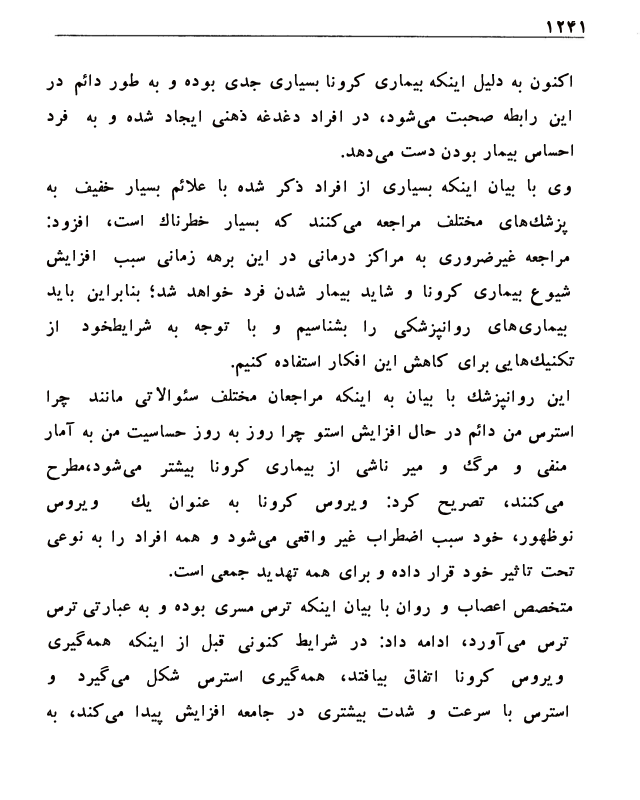 ۱۲۴۱
اکنون به دلیل اینکه بیماری کرونا بسیاری جدی بوده و به طور دائم در
این رابطه صحبت می‌شود، در افراد دغدغه ذهنی ایجاد شده و به فرد
احساس بیمار بودن دست می‌دهد.
وی با بیان اینکه بسیاری از افراد ذکر شده با علائم بسیار خفیف به
پزشك‌های مختلف مراجعه می‌کنند که بسیار خطرناك است، افزود:
مراجعه غیرضروری به مراکز درمانی در این برهه زمانی سبب افزایش
شیوع بیماری کرونا و شاید بیمار شدن فرد خواهد شد؛ بنابراین باید
بیماری‌های روانپزشکی را بشناسیم و با توجه به شرایطخود از
تکنیك‌هایی برای کاهش این افکار استفاده کنیم.
این روانپزشك با بیان به اینکه مراجعان مختلف سئوالاتی مانند چرا
استرس من دائم در حال افزایش استو چرا روز به روز حساسیت من به آمار
منفی و مرگ و میر ناشی از بیماری کرونا بیشتر می‌شود،مطرح
می‌کنند، تصریح کرد: ویروس کرونا به عنوان یك ویروس
نوظهور، خود سبب اضطراب غیر واقعی می‌شود و همه افراد را به نوعی
تحت تاثیر خود قرار داده و برای همه تهدید جمعی است.
متخصص اعصاب و روان با بیان اینکه ترس مسری بوده و به عبارتی ترس
ترس می‌آورد، ادامه داد: در شرایط کنونی قبل از اینکه همه‌گیری
ویروس کرونا اتفاق بیافتد، همه‌گیری استرس شکل می‌گیرد و
استرس با سرعت و شدت بیشتری در جامعه افزایش پیدا می‌کند، به